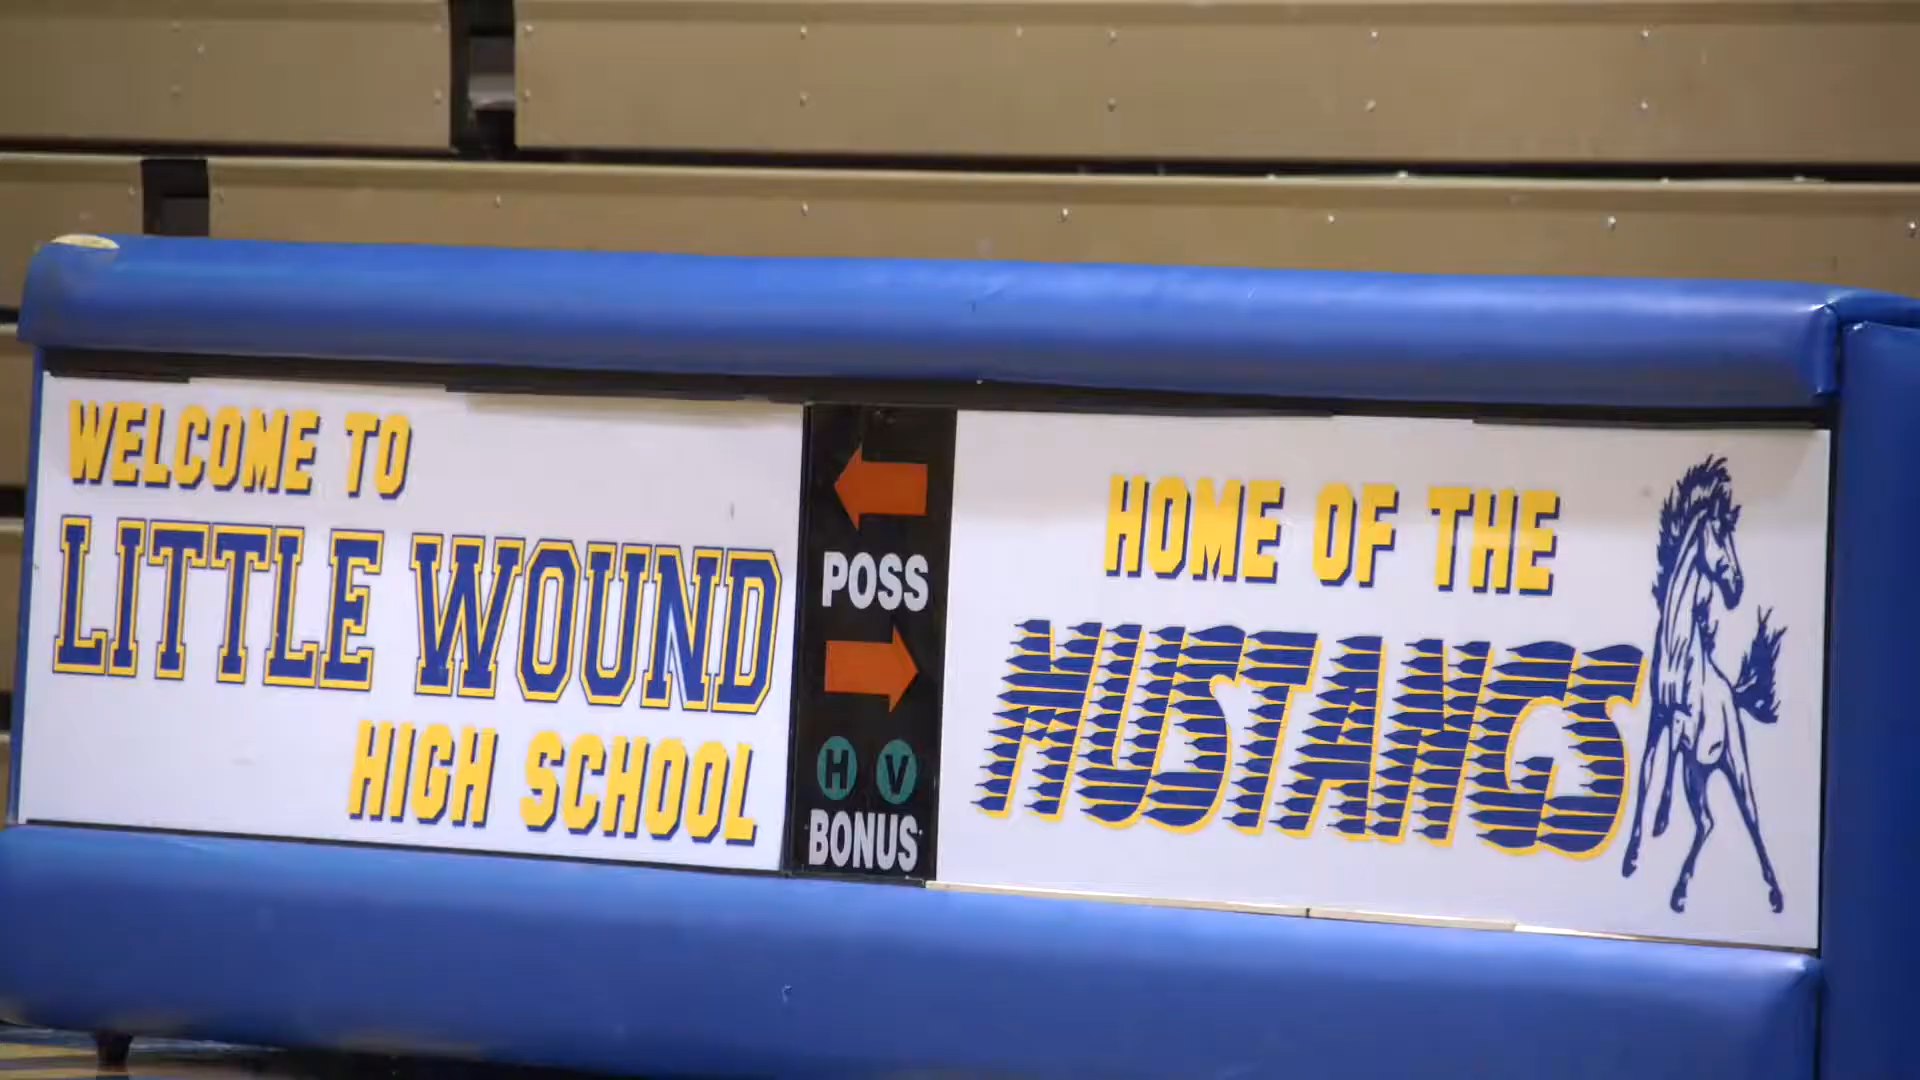 WELCOME TO
LITTLE WOUND
HIGH SCHOOL
POSS
H V
BONUS
HOME OF THE
MUSTANGS